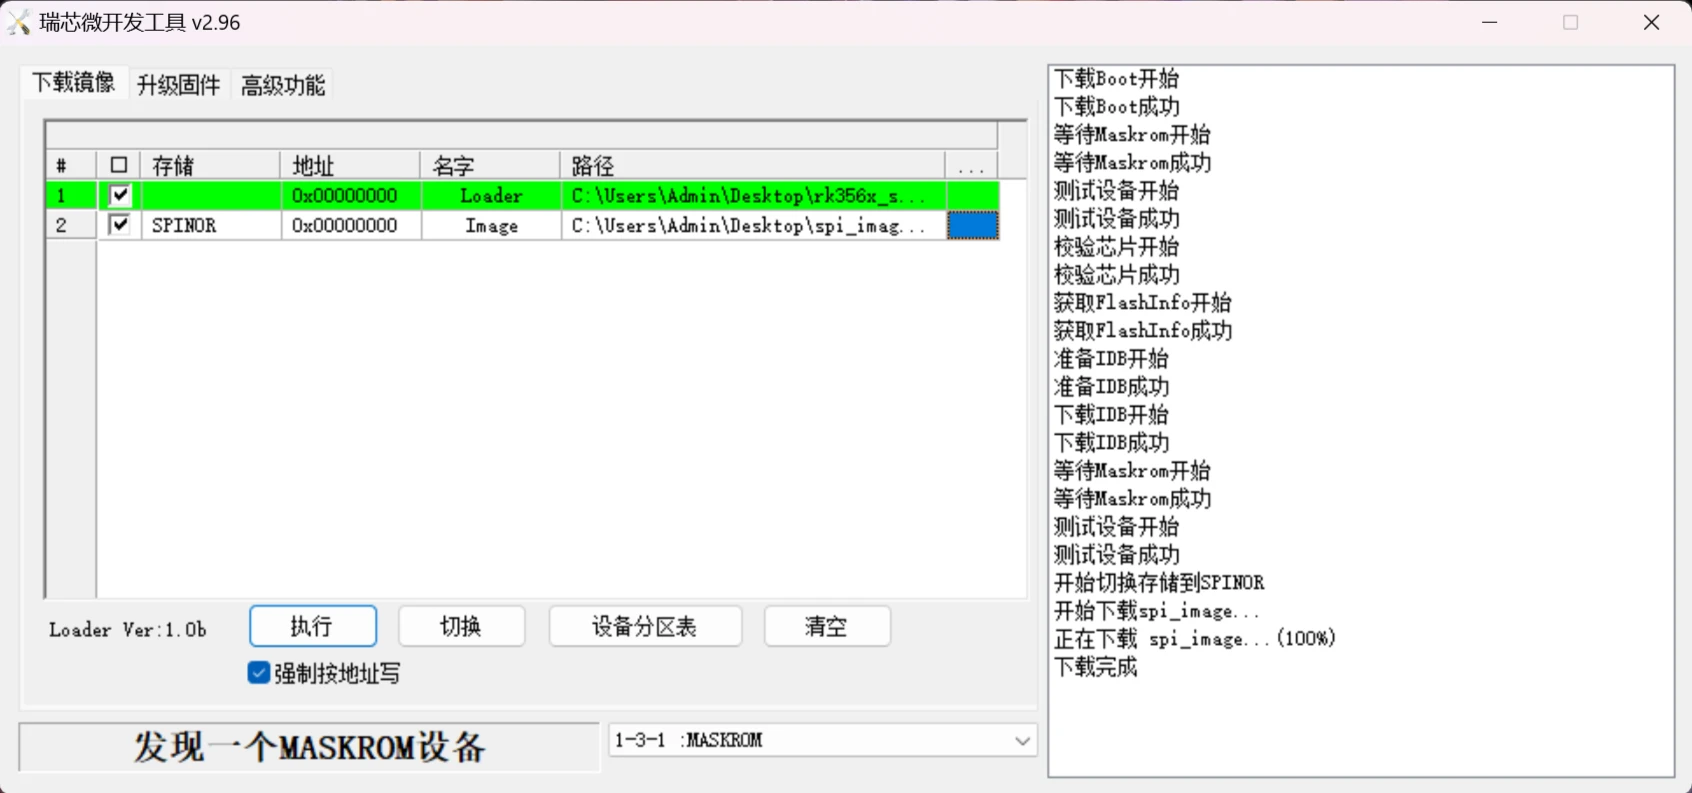 瑞芯微开发工具 v2.96
下载镜像 升级固件 高级功能
# 存储 地址 名字 路径 ...
1 0x00000000 Loader C:\Users\Admin\Desktop\rk356x_s...
2 SPINOR 0x00000000 Image C:\Users\Admin\Desktop\spi_imag...
Loader Ver:1.0b 执行 切换 设备分区表 清空
强制按地址写
发现一个MASKROM设备 1-3-1 :MASKROM
下载Boot开始
下载Boot成功
等待Maskrom开始
等待Maskrom成功
测试设备开始
测试设备成功
校验芯片开始
校验芯片成功
获取FlashInfo开始
获取FlashInfo成功
准备IDB开始
准备IDB成功
下载IDB开始
下载IDB成功
等待Maskrom开始
等待Maskrom成功
测试设备开始
测试设备成功
开始切换存储到SPINOR
开始下载spi_image...
正在下载 spi_image...(100%)
下载完成